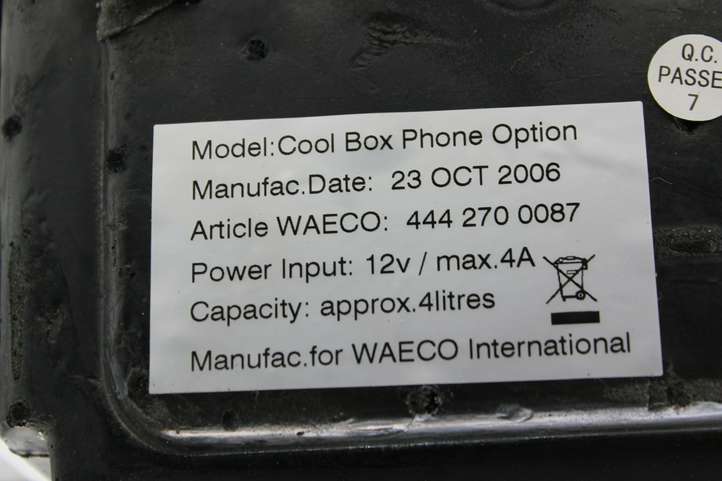 Q.C.
PASSE
7
Model:Cool Box Phone Option
Manufac.Date: 23 OCT 2006
Article WAECO: 444 270 0087
Power Input: 12v / max.4A
Capacity: approx.4litres
Manufac.for WAECO International